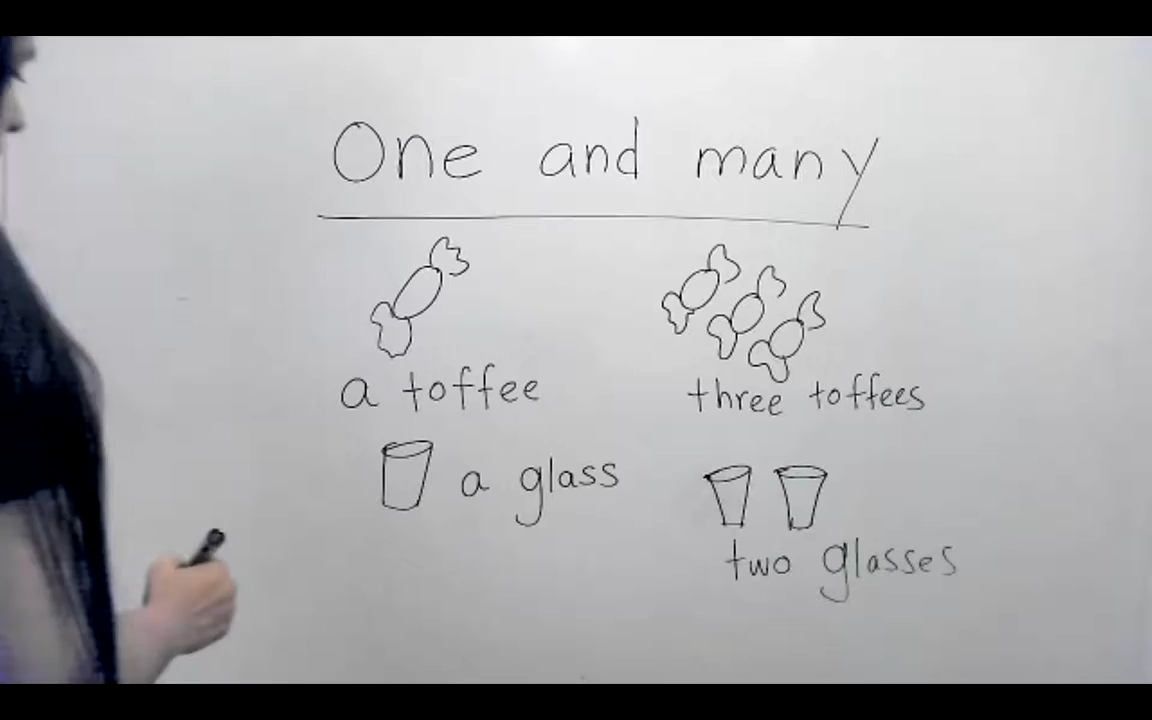 One and many
a toffee
three toffees
a glass
two glasses